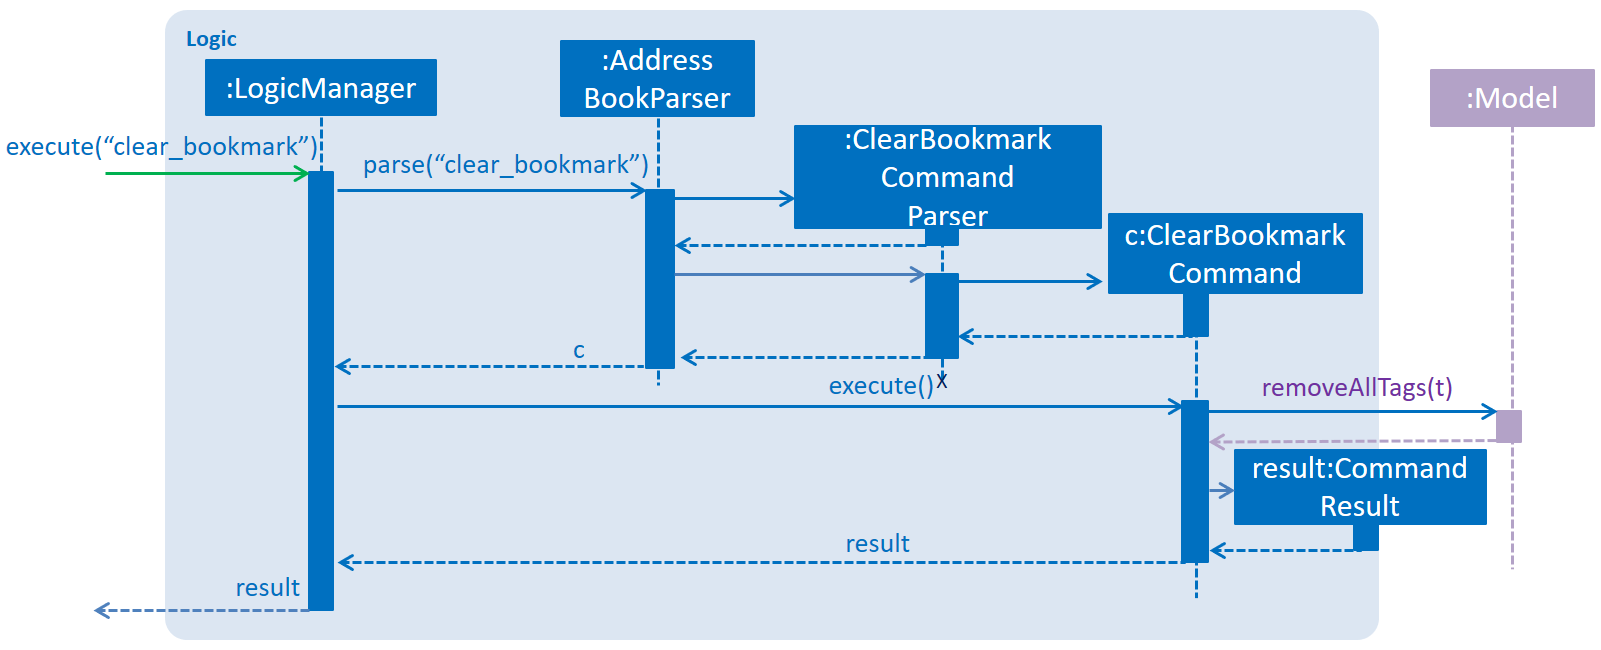 Logic
:LogicManager
:Address
BookParser
:Model
execute(“clear_bookmark”)
parse(“clear_bookmark”)
:ClearBookmark
Command
Parser
c:ClearBookmark
Command
c
execute()
X
removeAllTags(t)
result:Command
Result
result
result